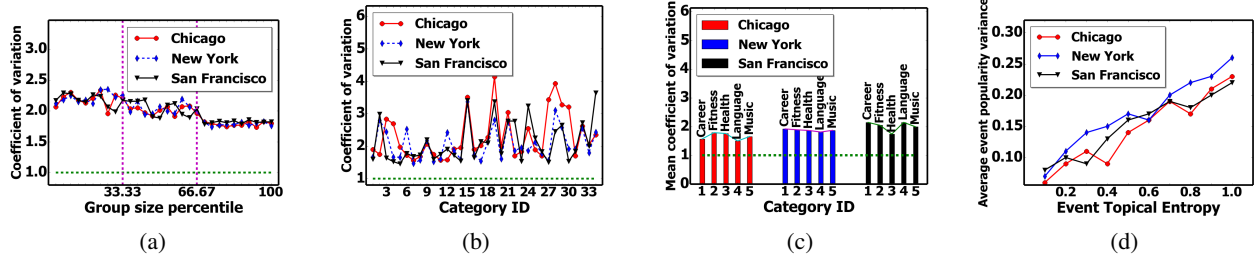 Coefficient of variation
3.0
2.5
2.0
1.5
1.0
Chicago
New York
San Francisco
33.33 66.67 100
Group size percentile
(a)
Coefficient of variation
6
5
4
3
2
1
Chicago
New York
San Francisco
3 6 9 12 15 18 21 24 27 30 33
Category ID
(b)
Mean coefficient of variation
6
5
4
3
2
1
0
Chicago
New York
San Francisco
Career
Fitness
Health
Language
Music
Career
Fitness
Health
Language
Music
Career
Fitness
Health
Language
Music
1 2 3 4 5 1 2 3 4 5 1 2 3 4 5
Category ID
(c)
Average event popularity variance
0.30
0.25
0.20
0.15
0.10
Chicago
New York
San Francisco
0.2 0.4 0.6 0.8 1.0
Event Topical Entropy
(d)